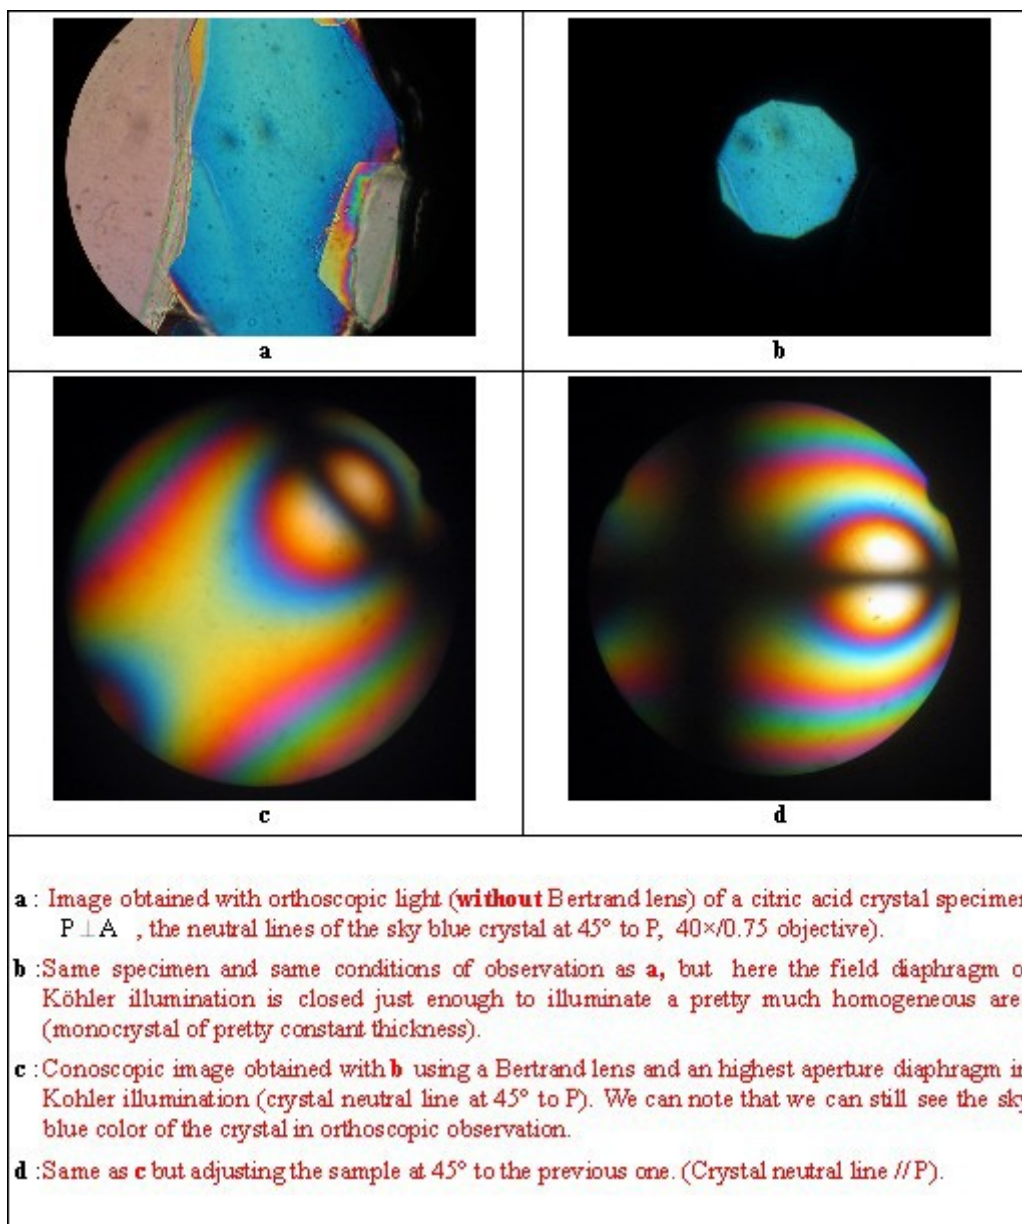 a
b
c
d
a : Image obtained with orthoscopic light (without Bertrand lens) of a citric acid crystal specimen
P ⊥ A , the neutral lines of the sky blue crystal at 45° to P, 40×/0.75 objective).
b :Same specimen and same conditions of observation as a, but here the field diaphragm o
Köhler illumination is closed just enough to illuminate a pretty much homogeneous are
(monocrystal of pretty constant thickness).
c :Conoscopic image obtained with b using a Bertrand lens and an highest aperture diaphragm in
Kohler illumination (crystal neutral line at 45° to P). We can note that we can still see the sky
blue color of the crystal in orthoscopic observation.
d :Same as c but adjusting the sample at 45° to the previous one. (Crystal neutral line //P).